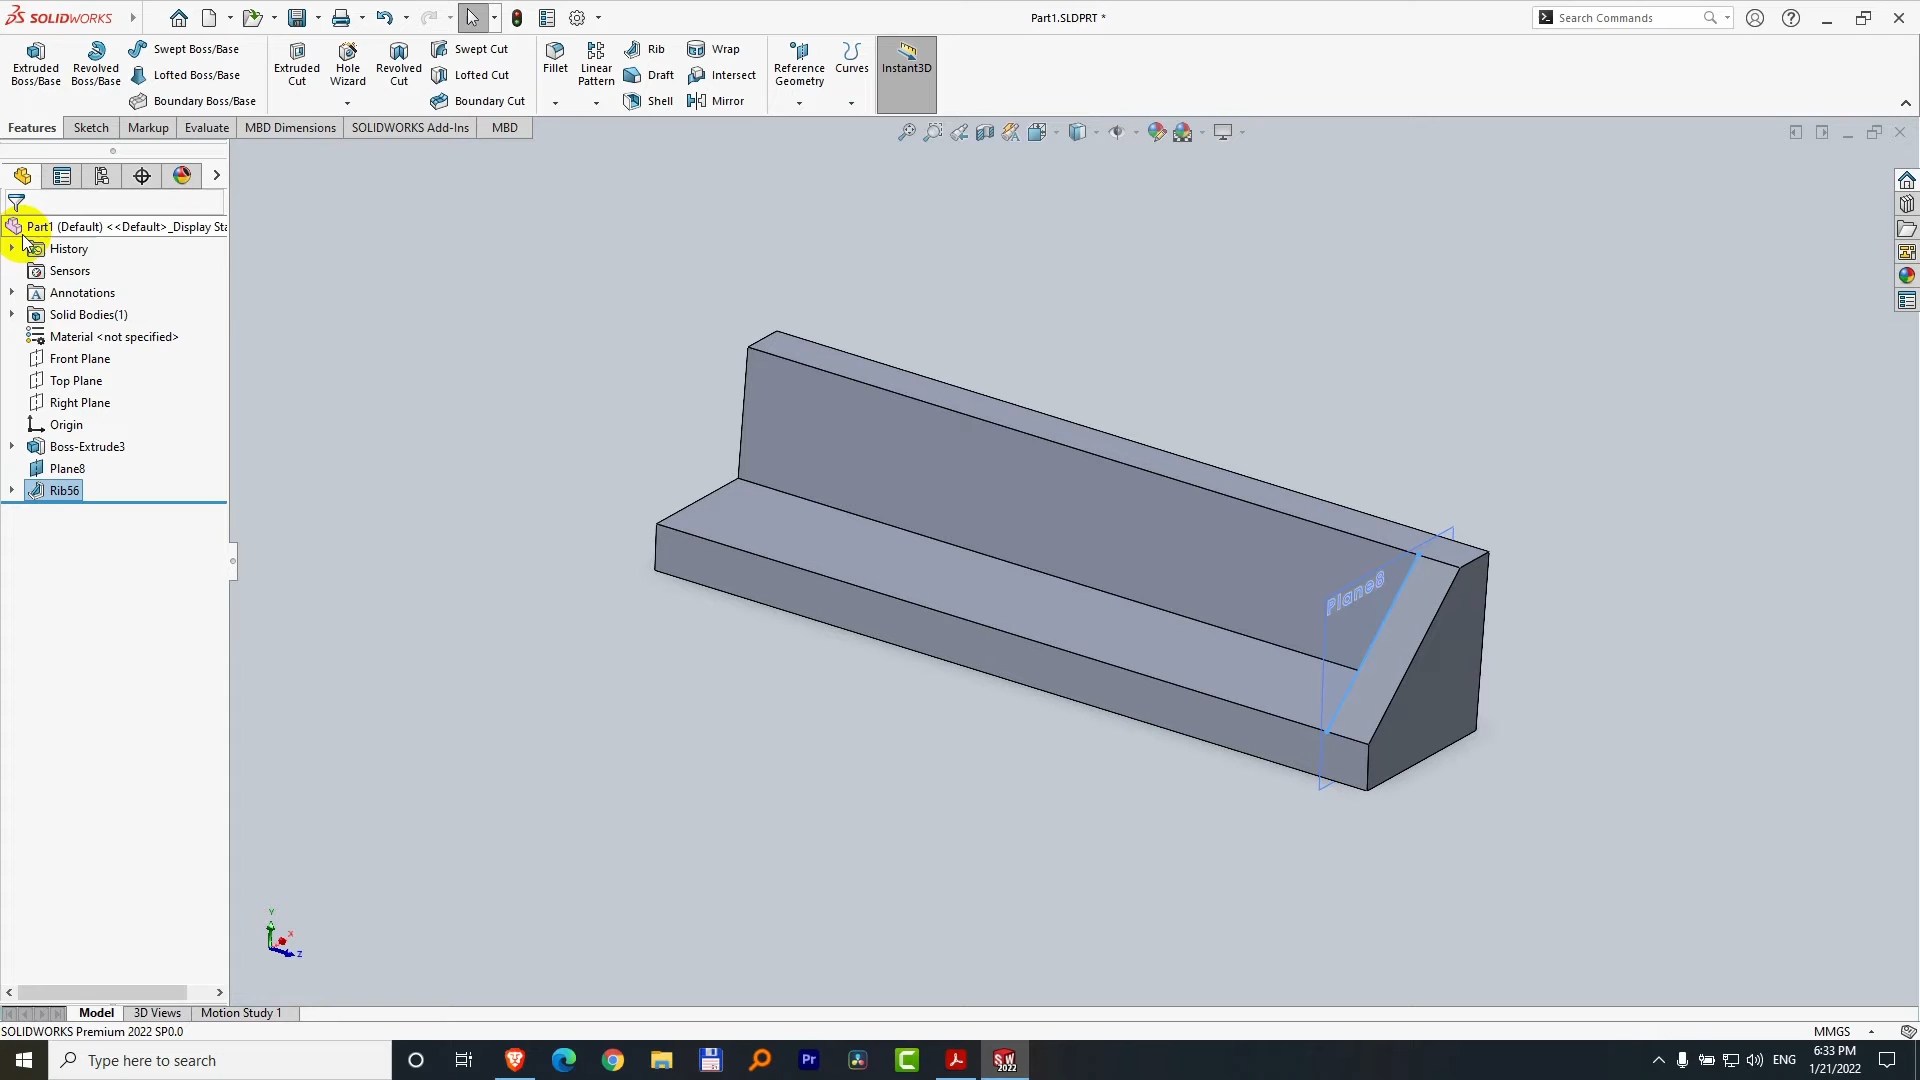 SOLIDWORKS
Part1.SLDPRT *
Search Commands
Extruded Boss/Base
Revolved Boss/Base
Swept Boss/Base
Lofted Boss/Base
Boundary Boss/Base
Extruded Cut
Hole Wizard
Revolved Cut
Swept Cut
Lofted Cut
Boundary Cut
Fillet
Linear Pattern
Rib
Draft
Shell
Wrap
Intersect
Mirror
Reference Geometry
Curves
Instant3D
Features
Sketch
Markup
Evaluate
MBD Dimensions
SOLIDWORKS Add-Ins
MBD
Part1 (Default) <<Default>_Display Sta
History
Sensors
Annotations
Solid Bodies(1)
Material <not specified>
Front Plane
Top Plane
Right Plane
Origin
Boss-Extrude3
Plane8
Rib56
Plane8
Y
X
Z
Model
3D Views
Motion Study 1
SOLIDWORKS Premium 2022 SP0.0
MMGS
Type here to search
Pr
SW
2022
ENG
6:33 PM
1/21/2022